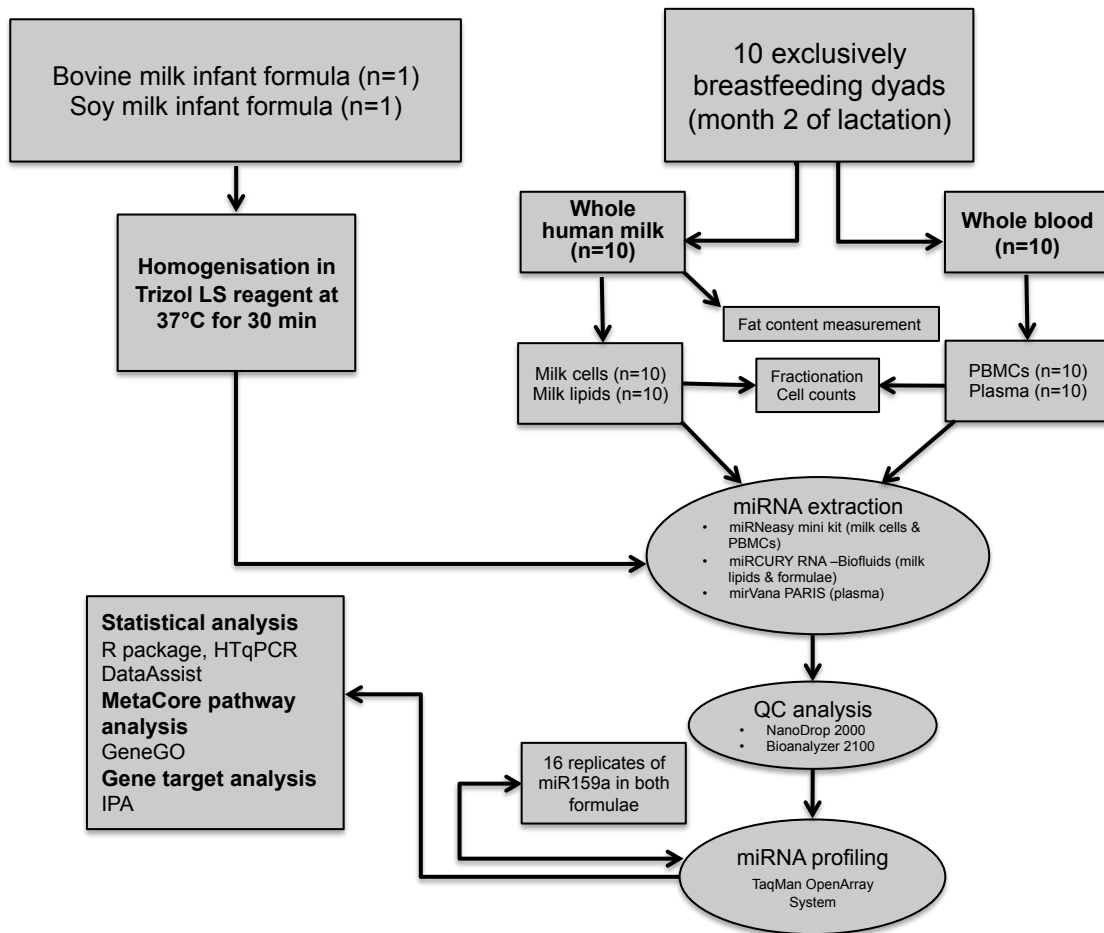 Bovine milk infant formula (n=1)
Soy milk infant formula (n=1)
10 exclusively
breastfeeding dyads
(month 2 of lactation)
Homogenisation in
Trizol LS reagent at
37°C for 30 min
Whole
human milk
(n=10)
Whole blood
(n=10)
Fat content measurement
Milk cells (n=10)
Milk lipids (n=10)
Fractionation
Cell counts
PBMCs (n=10)
Plasma (n=10)
miRNA extraction
• miRNeasy mini kit (milk cells &
PBMCs)
• miRCURY RNA –Biofluids (milk
lipids & formulae)
• mirVana PARIS (plasma)
QC analysis
• NanoDrop 2000
• Bioanalyzer 2100
16 replicates of
miR159a in both
formulae
miRNA profiling
TaqMan OpenArray
System
Statistical analysis
R package, HTqPCR
DataAssist
MetaCore pathway
analysis
GeneGO
Gene target analysis
IPA